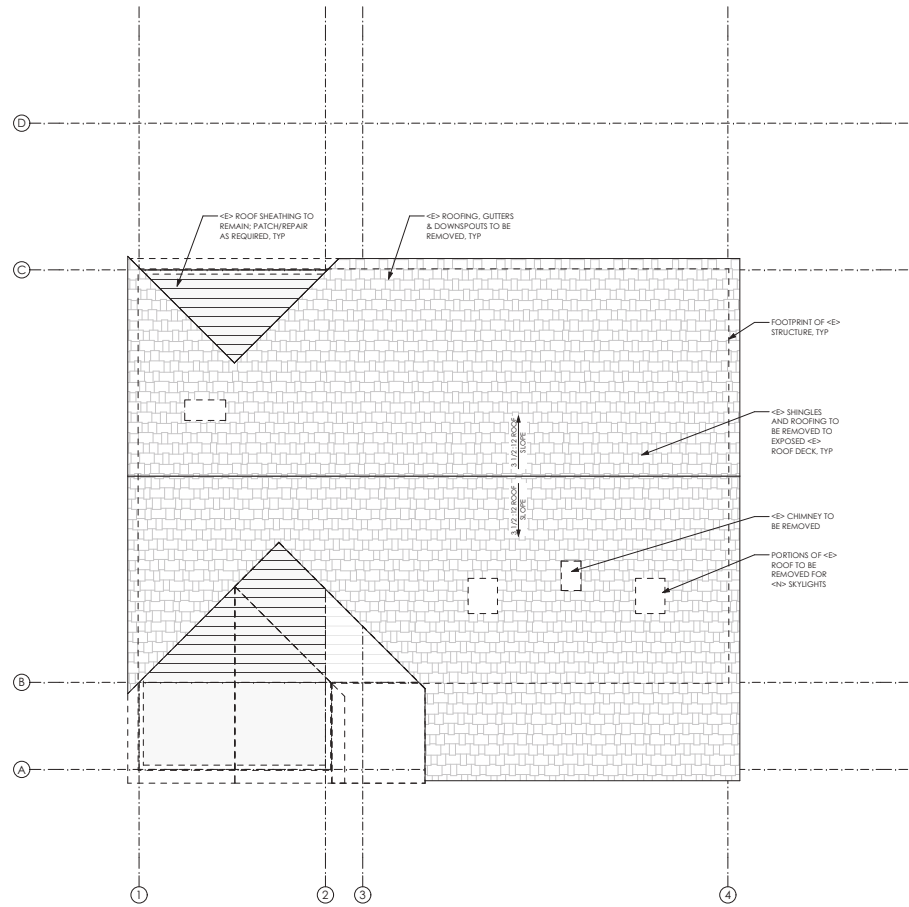 D
<E> ROOF SHEATHING TO
REMAIN; PATCH/REPAIR
AS REQUIRED, TYP
<E> ROOFING, GUTTERS
& DOWNSPOUTS TO BE
REMOVED, TYP
C
FOOTPRINT OF <E>
STRUCTURE, TYP
<E> SHINGLES
AND ROOFING TO
BE REMOVED TO
EXPOSED <E>
ROOF DECK, TYP
3 1/2:12 ROOF
SLOPE
3 1/2:12 ROOF
SLOPE
<E> CHIMNEY TO
BE REMOVED
PORTIONS OF <E>
ROOF TO BE
REMOVED FOR
<N> SKYLIGHTS
B
A
1
2
3
4